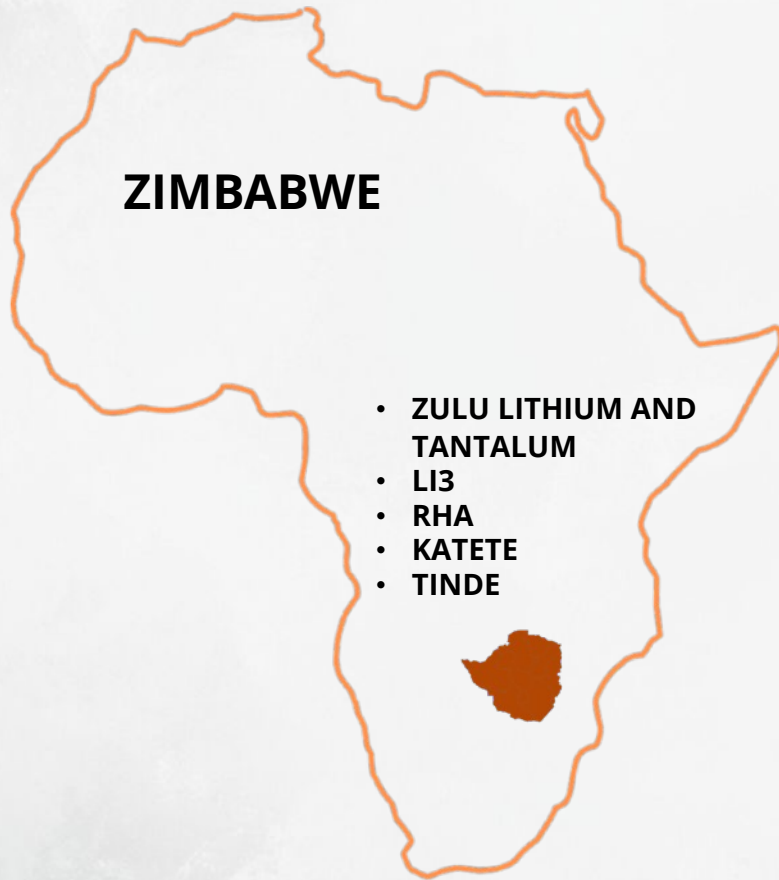 ZIMBABWE
• ZULU LITHIUM AND
TANTALUM
• LI3
• RHA
• KATETE
• TINDE